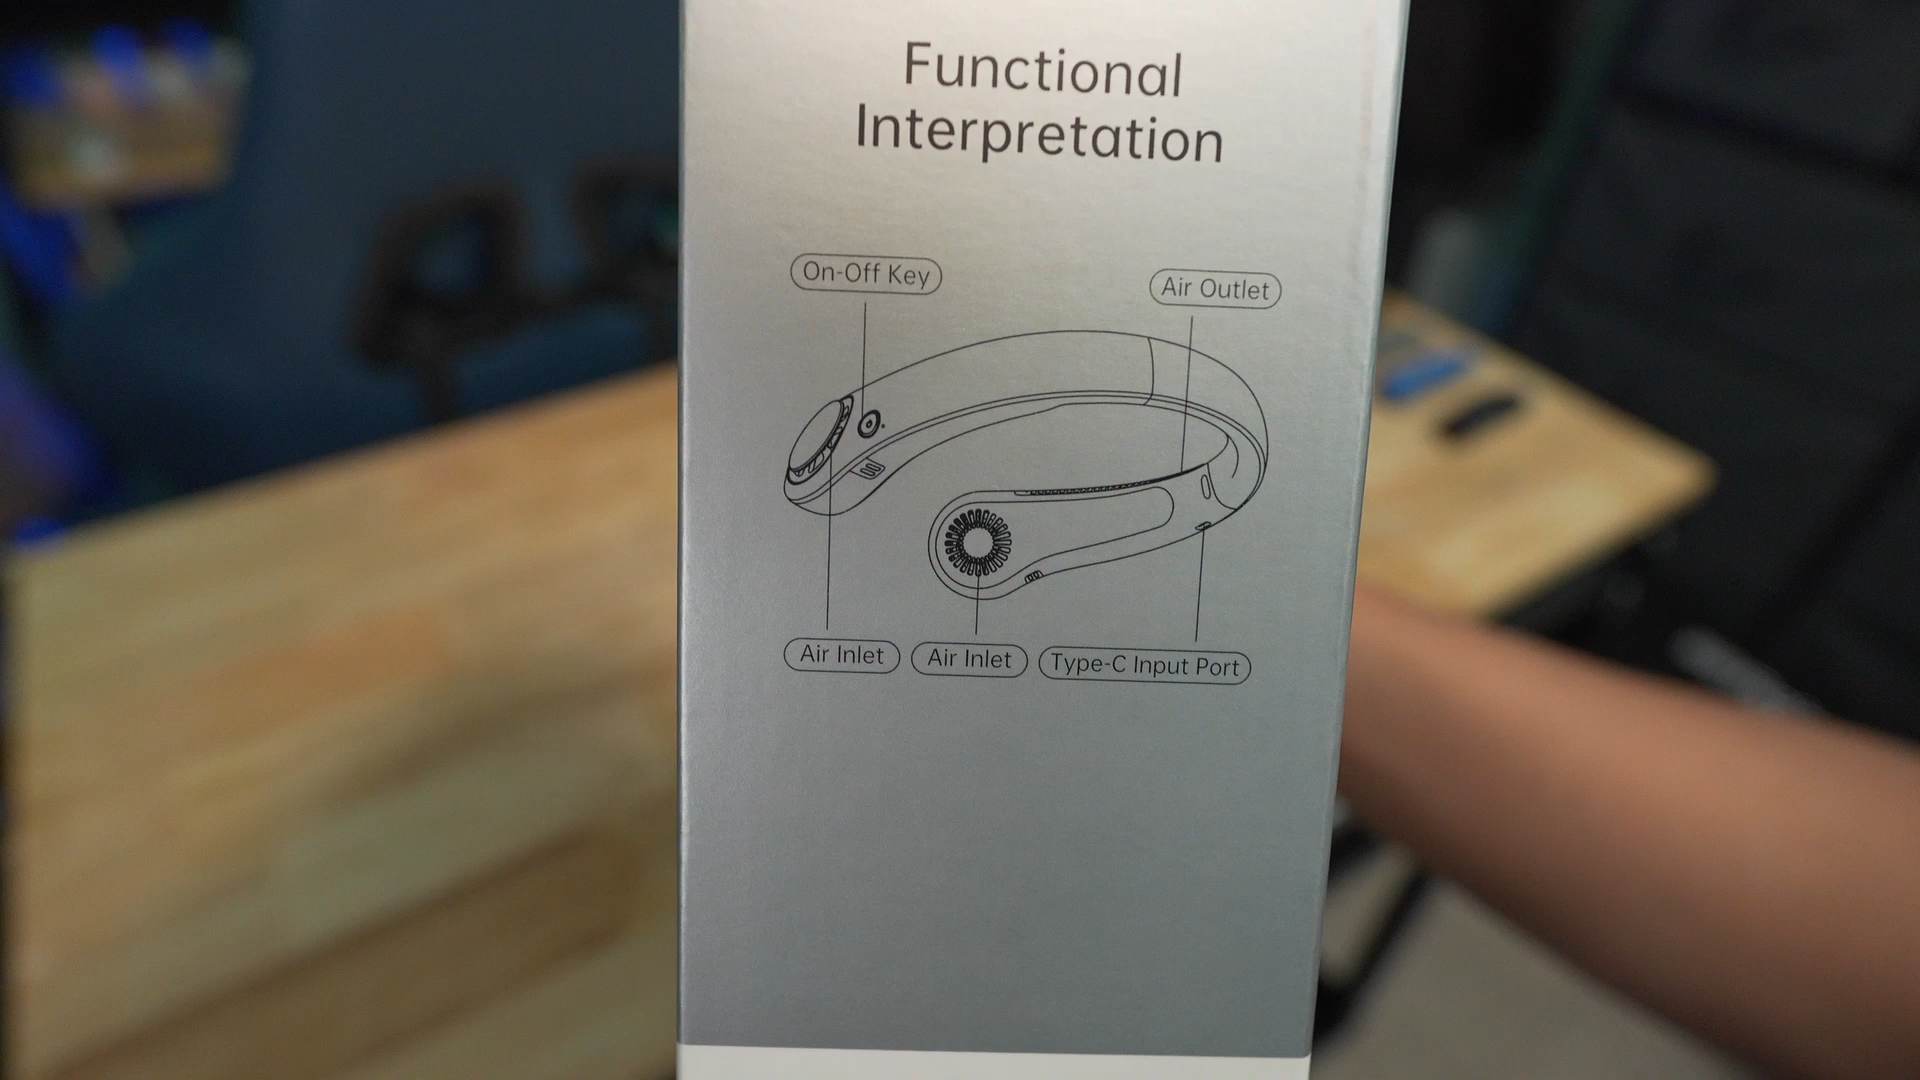 Functional
Interpretation
On-Off Key
Air Outlet
Air Inlet
Air Inlet
Type-C Input Port